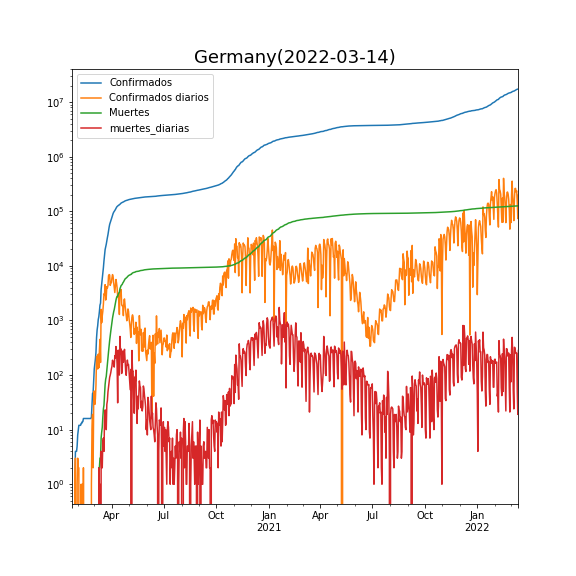 Germany(2022-03-14)
Confirmados
Confirmados diarios
Muertes
muertes_diarias
10⁷
10⁶
10⁵
10⁴
10³
10²
10¹
10⁰
Apr Jul Oct Jan Apr Jul Oct Jan
2021 2022